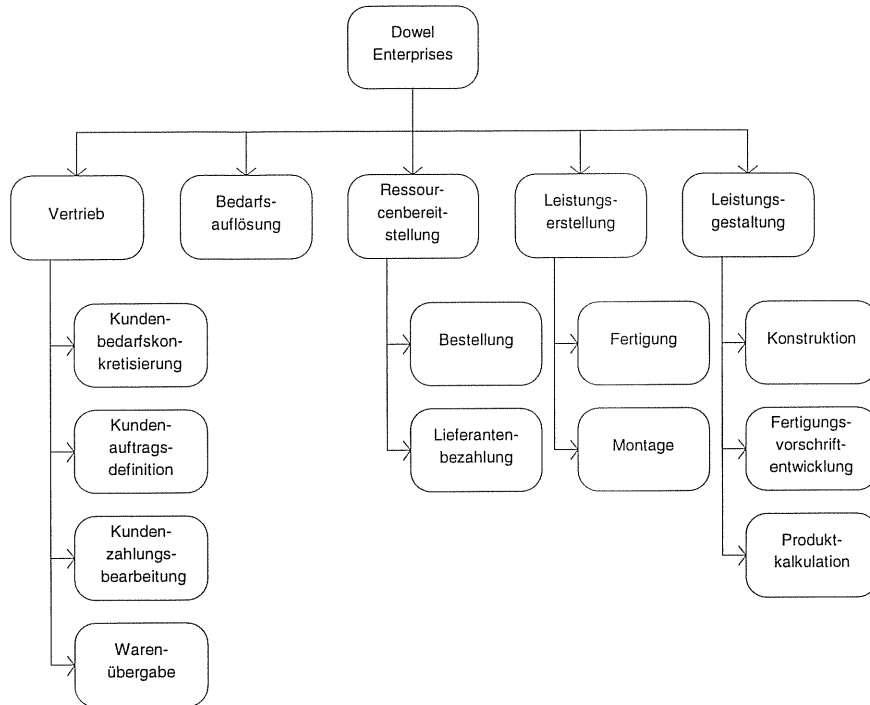 Dowel
Enterprises
Vertrieb
Bedarfs-
auflösung
Ressour-
cenbereit-
stellung
Leistungs-
erstellung
Leistungs-
gestaltung
Kunden-
bedarfskon-
kretisierung
Kunden-
auftrags-
definition
Kunden-
zahlungs-
bearbeitung
Waren-
übergabe
Bestellung
Lieferanten-
bezahlung
Fertigung
Montage
Konstruktion
Fertigungs-
vorschrift-
entwicklung
Produkt-
kalkulation